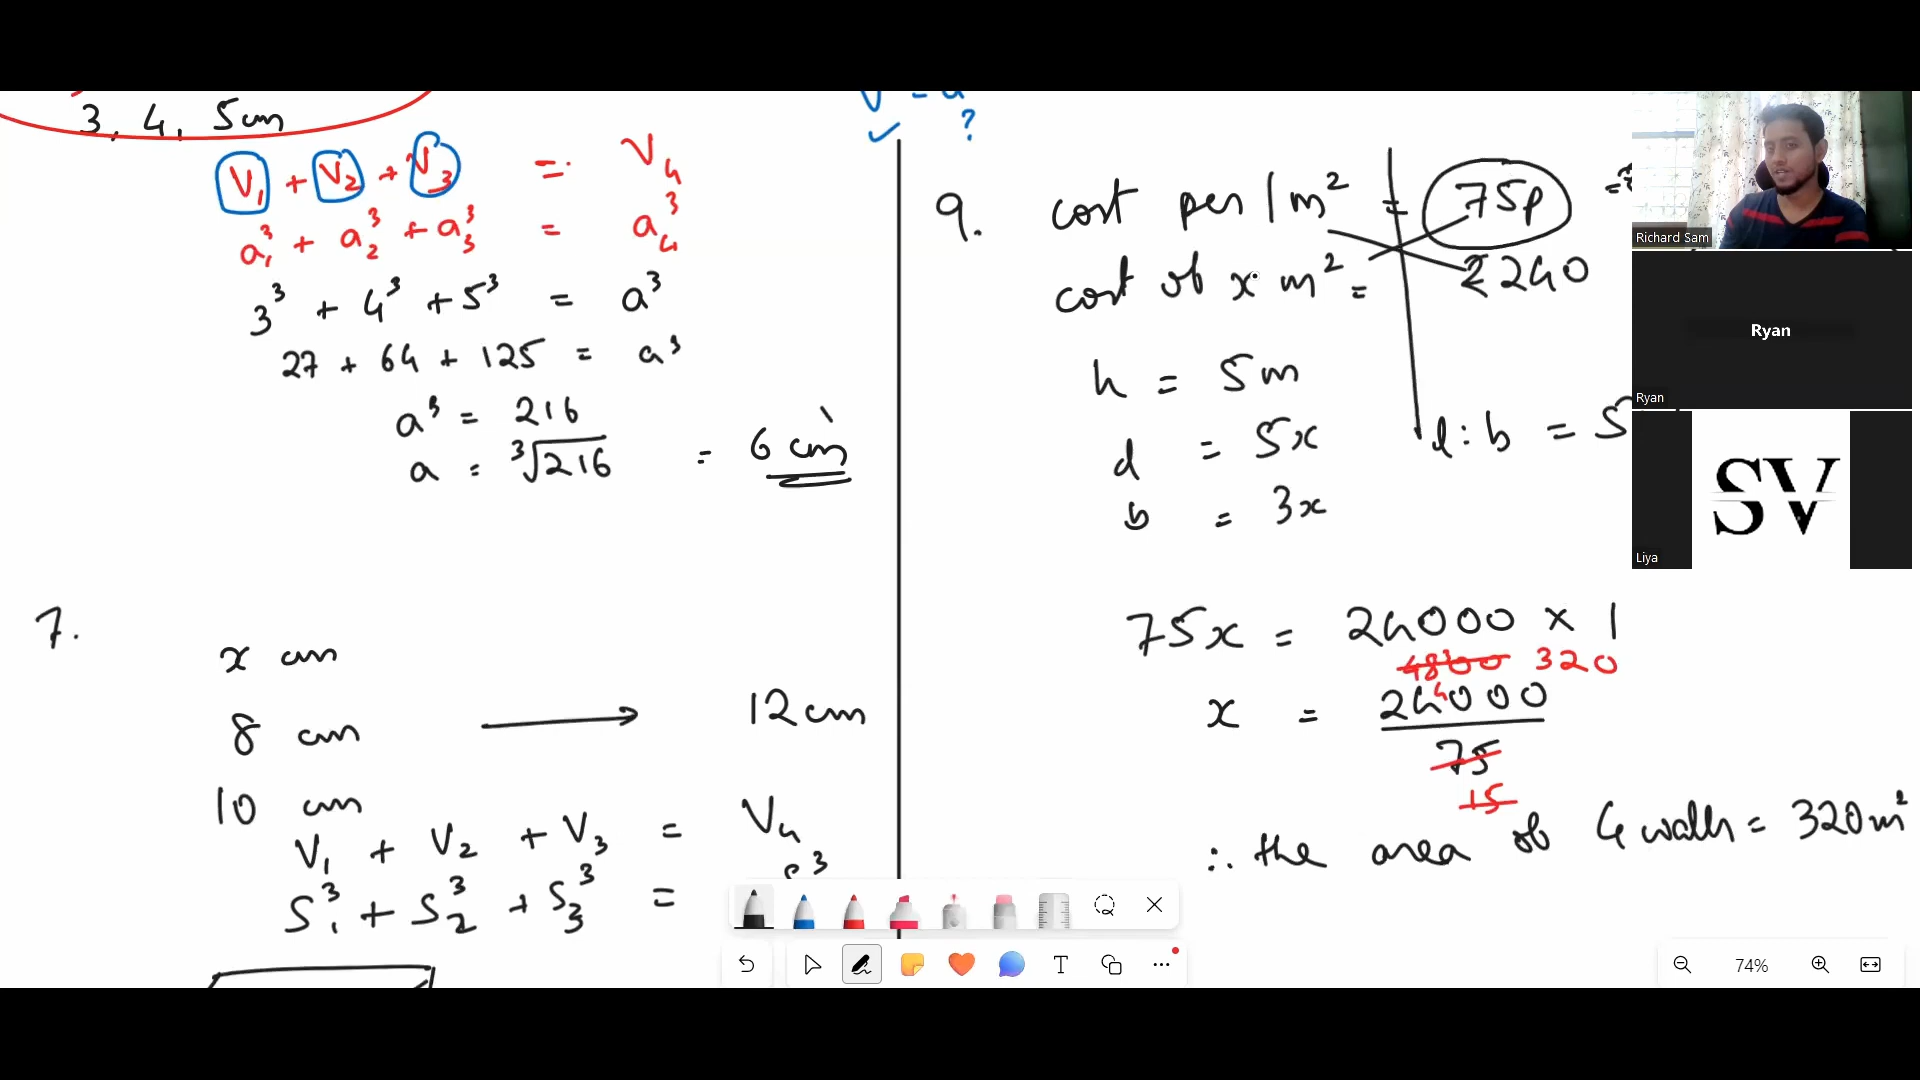 3, 4, 5cm
V₁ + V₂ + V₃ = V₄
a₁³ + a₂³ + a₃³ = a₄³
3³ + 4³ + 5³ = a³
27 + 64 + 125 = a³
a³ = 216
a = ³√216 = 6 cm
7.
x cm
8 cm → 12cm
10 cm
V₁ + V₂ + V₃ = V₄
S₁³ + S₂³ + S₃³ = S³
?
9. cost per 1m² = 75p
cost of x m² = ₹240
h = 5m
l : b = 5
d = 5x
b = 3x
75x = 24000 × 1
4800 320
x = 24000
75
15
∴ the area of 4 walls = 320m²
Richard Sam
Ryan
Ryan
SV
Liya
T
74%